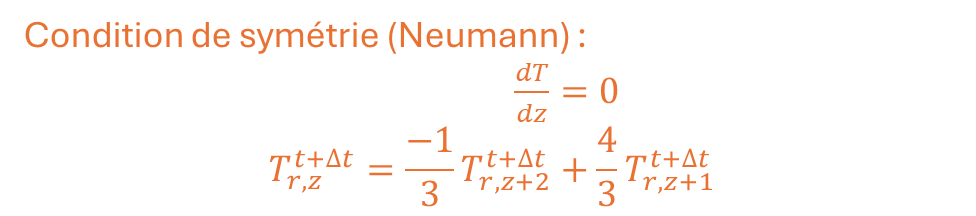 Condition de symétrie (Neumann) :
dT/dz = 0
T_{r,z}^{t+Δt} = -1/3 T_{r,z+2}^{t+Δt} + 4/3 T_{r,z+1}^{t+Δt}